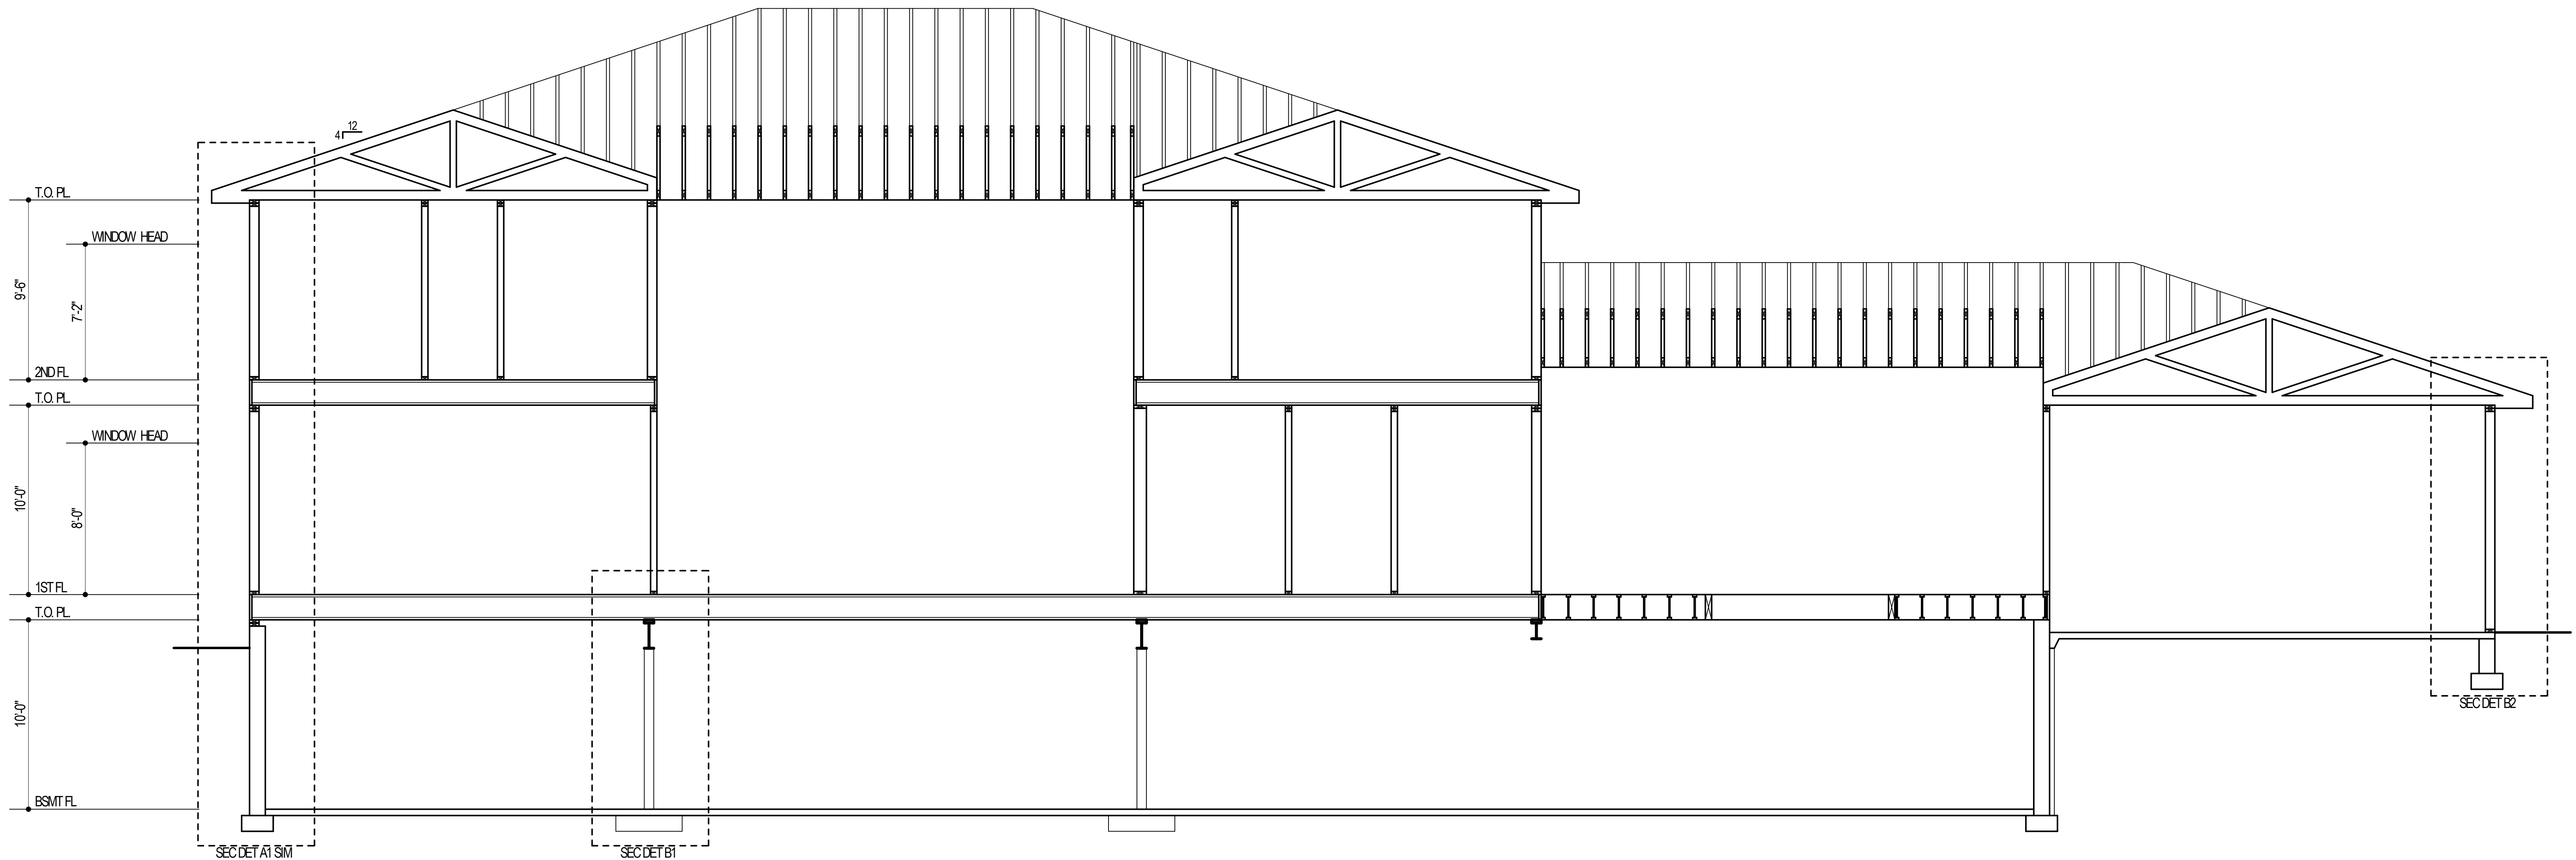 12
4
T.O. PL.
WINDOW HEAD
9'-6"
7'-2"
2ND FL
T.O. PL.
WINDOW HEAD
10'-0"
8'-0"
1ST FL
T.O. PL.
10'-0"
BSMT FL
SEC DET A1 SIM
SEC DET B1
SEC DET B2